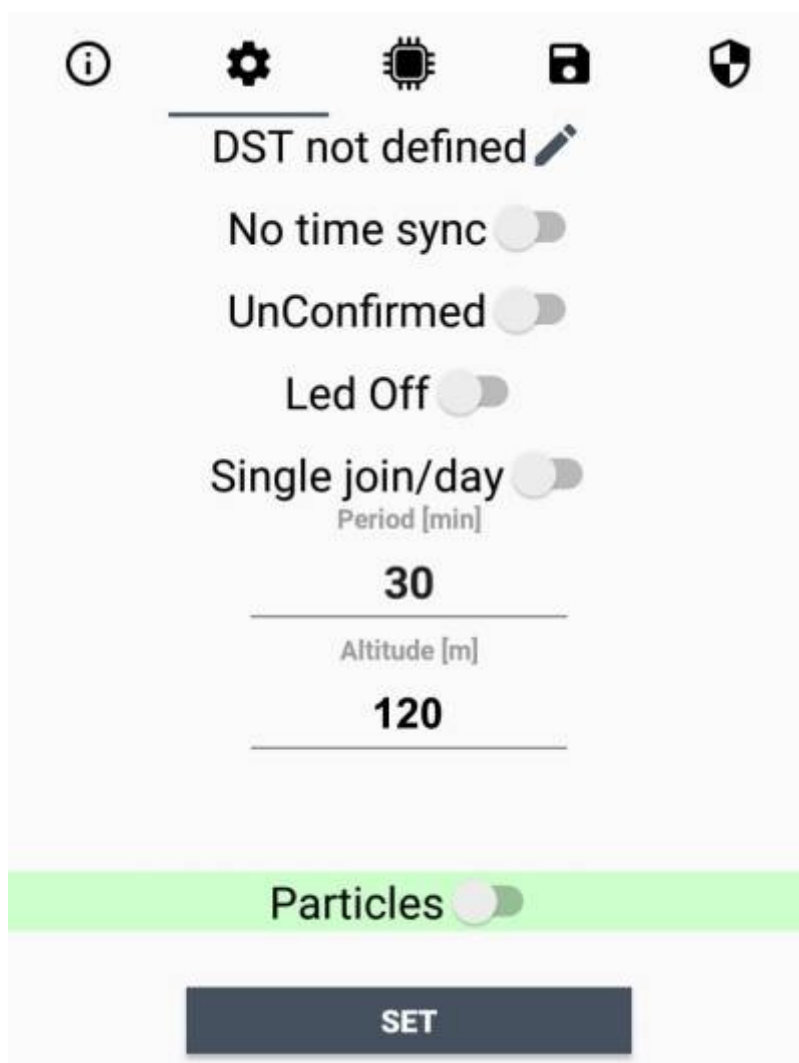 DST not defined
No time sync
UnConfirmed
Led Off
Single join/day
Period [min]
30
Altitude [m]
120
Particles
SET